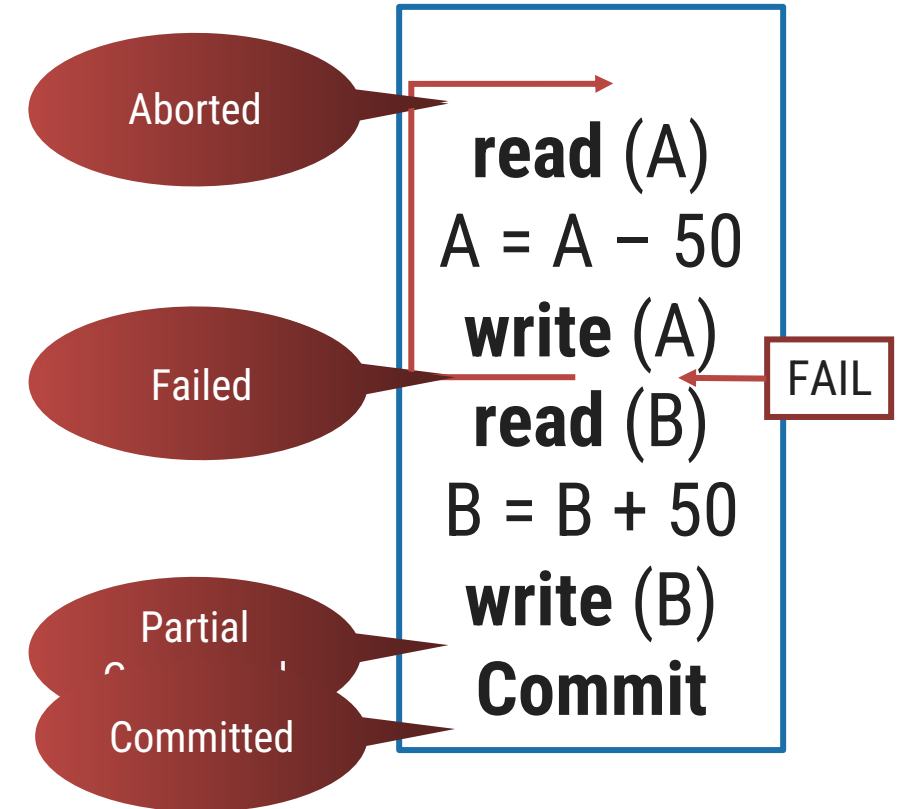 Aborted
read (A)
A = A – 50
write (A)
FAIL
Failed
read (B)
B = B + 50
write (B)
Partial
Commit
Committed